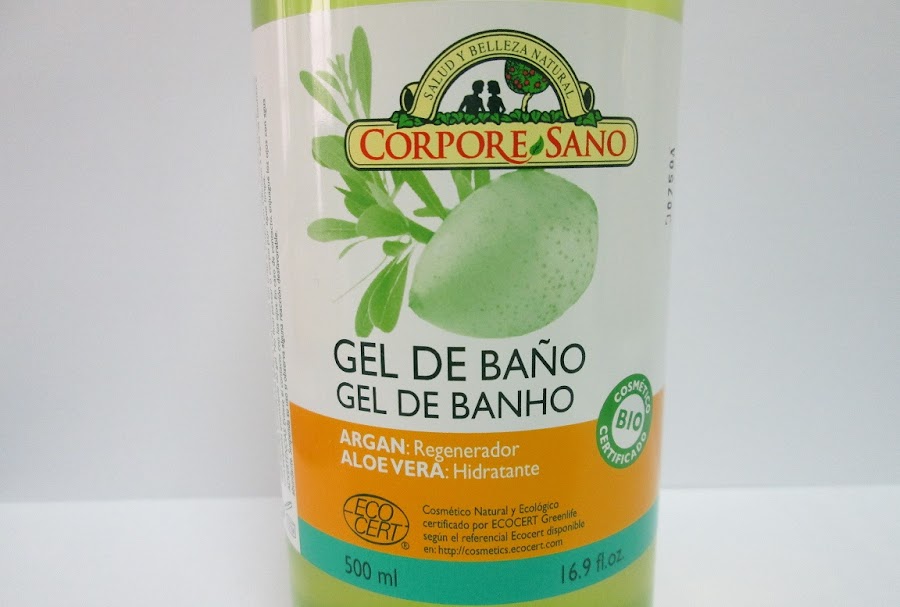 SALUD Y BELLEZA NATURAL
CORPORE SANO
GEL DE BAÑO
GEL DE BANHO
COSMÉTICO
BIO
CERTIFICADO
ARGAN: Regenerador
ALOE VERA: Hidratante
ECO
CERT
®
Cosmético Natural y Ecológico
certificado por ECOCERT Greenlife
según el referencial Ecocert disponible
en: http://cosmetics.ecocert.com
500 ml
16.9 fl.oz.